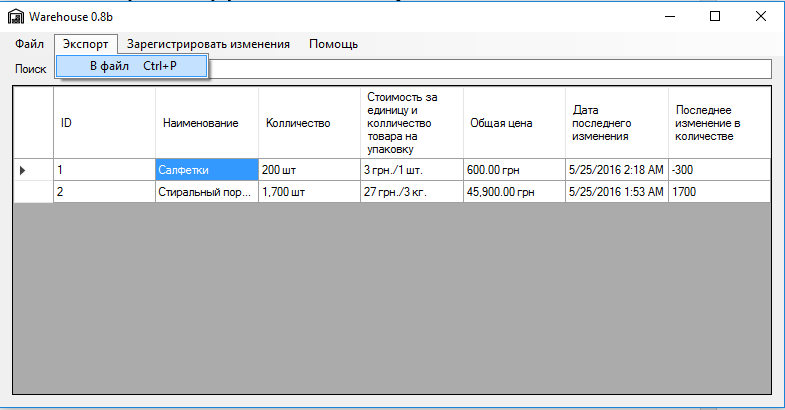 Warehouse 0.8b
Файл Экспорт Зарегистрировать изменения Помощь
В файл Ctrl+P
Поиск
ID Наименование Колличество Стоимость за единицу и колличество товара на упаковку Общая цена Дата последнего изменения Последнее изменение в количестве
1 Салфетки 200 шт 3 грн./1 шт. 600.00 грн 5/25/2016 2:18 AM -300
2 Стиральный пор... 1,700 шт 27 грн./3 кг. 45,900.00 грн 5/25/2016 1:53 AM 1700